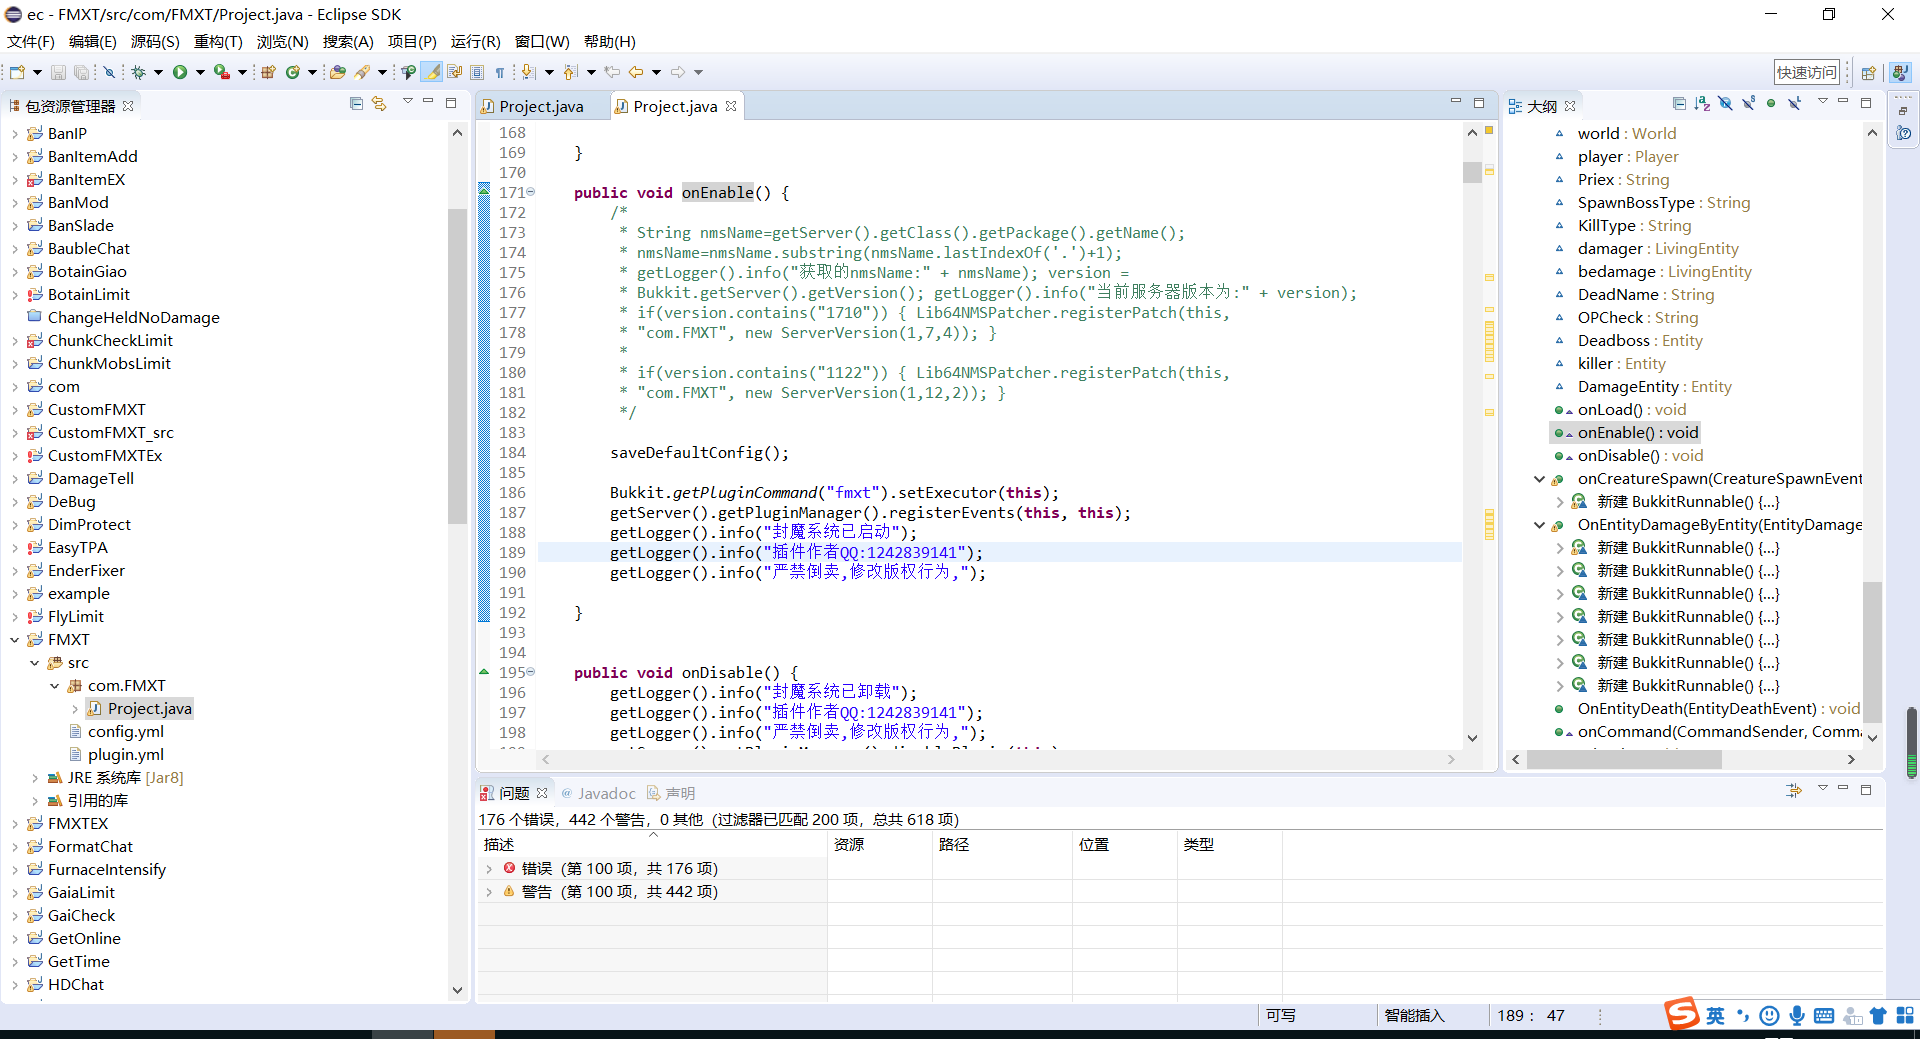 ec - FMXT/src/com/FMXT/Project.java - Eclipse SDK
文件(F) 编辑(E) 源码(S) 重构(T) 浏览(N) 搜索(A) 项目(P) 运行(R) 窗口(W) 帮助(H)
快速访问
包资源管理器
BanIP
BanItemAdd
BanItemEX
BanMod
BanSlade
BaubleChat
BotainGiao
BotainLimit
ChangeHeldNoDamage
ChunkCheckLimit
ChunkMobsLimit
com
CustomFMXT
CustomFMXT_src
CustomFMXTEx
DamageTell
DeBug
DimProtect
EasyTPA
EnderFixer
example
FlyLimit
FMXT
src
com.FMXT
Project.java
config.yml
plugin.yml
JRE 系统库 [Jar8]
引用的库
FMXTEX
FormatChat
FurnaceIntensify
GaiaLimit
GaiCheck
GetOnline
GetTime
HDChat
Project.java
Project.java
168
169 }
170
171 public void onEnable() {
172 /*
173 * String nmsName=getServer().getClass().getPackage().getName();
174 * nmsName=nmsName.substring(nmsName.lastIndexOf('.')+1);
175 * getLogger().info("获取的nmsName:" + nmsName); version =
176 * Bukkit.getServer().getVersion(); getLogger().info("当前服务器版本为:" + version);
177 * if(version.contains("1710")) { Lib64NMSPatcher.registerPatch(this,
178 * "com.FMXT", new ServerVersion(1,7,4)); }
179 *
180 * if(version.contains("1122")) { Lib64NMSPatcher.registerPatch(this,
181 * "com.FMXT", new ServerVersion(1,12,2)); }
182 */
183
184 saveDefaultConfig();
185
186 Bukkit.getPluginCommand("fmxt").setExecutor(this);
187 getServer().getPluginManager().registerEvents(this, this);
188 getLogger().info("封魔系统已启动");
189 getLogger().info("插件作者QQ:1242839141");
190 getLogger().info("严禁倒卖,修改版权行为,");
191
192 }
193
194
195 public void onDisable() {
196 getLogger().info("封魔系统已卸载");
197 getLogger().info("插件作者QQ:1242839141");
198 getLogger().info("严禁倒卖,修改版权行为,");
大纲
world : World
player : Player
Priex : String
SpawnBossType : String
KillType : String
damager : LivingEntity
bedamage : LivingEntity
DeadName : String
OPCheck : String
Deadboss : Entity
killer : Entity
DamageEntity : Entity
onLoad() : void
onEnable() : void
onDisable() : void
onCreatureSpawn(CreatureSpawnEvent
新建 BukkitRunnable() {...}
OnEntityDamageByEntity(EntityDamage
新建 BukkitRunnable() {...}
新建 BukkitRunnable() {...}
新建 BukkitRunnable() {...}
新建 BukkitRunnable() {...}
新建 BukkitRunnable() {...}
新建 BukkitRunnable() {...}
新建 BukkitRunnable() {...}
OnEntityDeath(EntityDeathEvent) : void
onCommand(CommandSender, Comma
问题 @ Javadoc 声明
176 个错误，442 个警告，0 其他（过滤器已匹配 200 项，总共 618 项）
描述 资源 路径 位置 类型
错误（第 100 项，共 176 项）
警告（第 100 项，共 442 项）
可写 智能插入 189 : 47
英